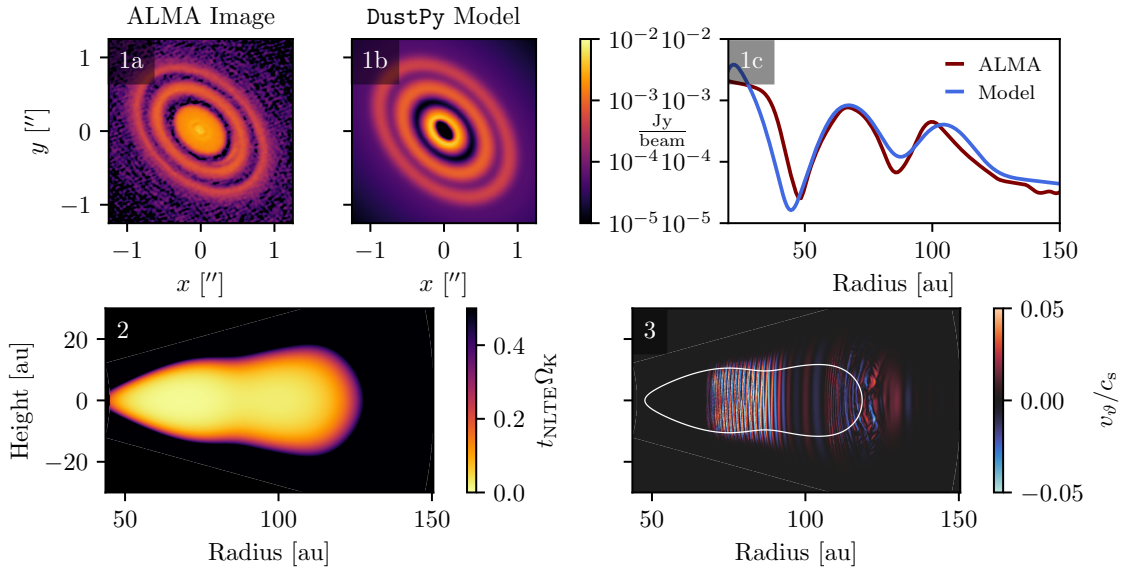 ALMA Image
DustPy Model
1a
1b
1c
1
0
−1
y [″]
−1 0 1
x [″]
−1 0 1
x [″]
10⁻²
10⁻³
10⁻⁴
10⁻⁵
Jy
beam
10⁻²
10⁻³
10⁻⁴
10⁻⁵
ALMA
Model
50 100 150
Radius [au]
2
20
0
−20
Height [au]
50 100 150
Radius [au]
0.4
0.2
0.0
t_NLTE Ω_K
3
50 100 150
Radius [au]
0.05
0.00
−0.05
v_ϑ/c_s